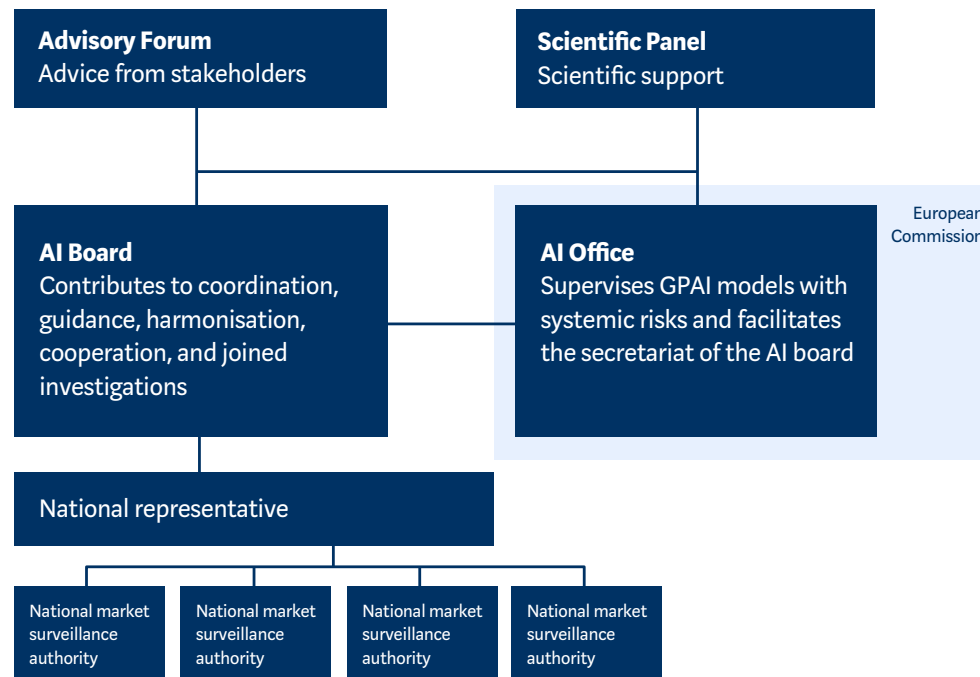 Advisory Forum
Advice from stakeholders
Scientific Panel
Scientific support
European
Commission
AI Board
Contributes to coordination,
guidance, harmonisation,
cooperation, and joined
investigations
AI Office
Supervises GPAI models with
systemic risks and facilitates
the secretariat of the AI board
National representative
National market
surveillance
authority
National market
surveillance
authority
National market
surveillance
authority
National market
surveillance
authority